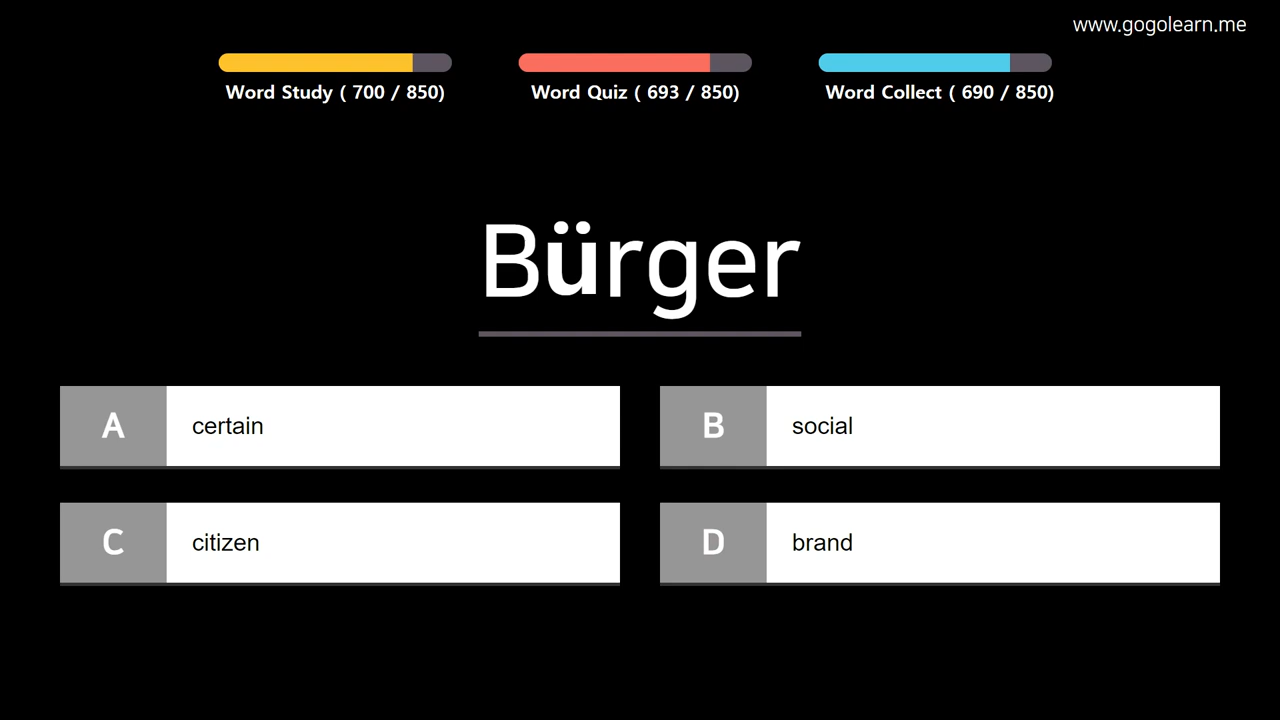 www.gogolearn.me
Word Study ( 700 / 850)
Word Quiz ( 693 / 850)
Word Collect ( 690 / 850)
Bürger
A certain
B social
C citizen
D brand